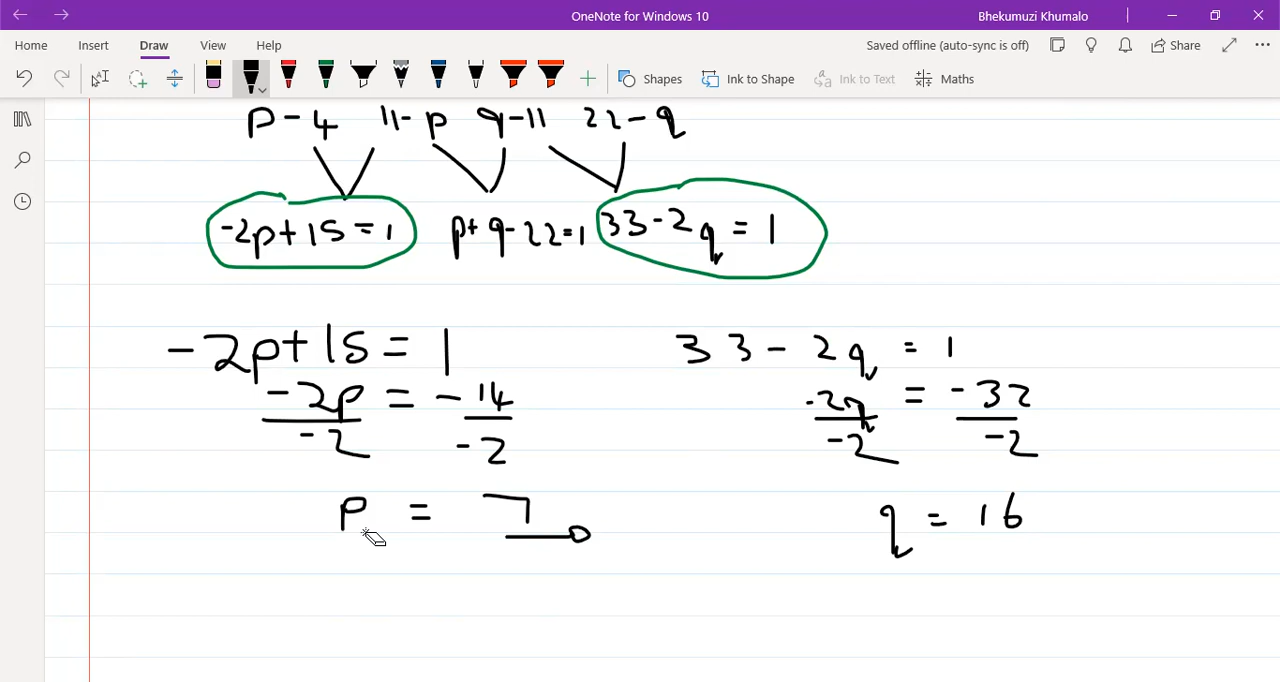 OneNote for Windows 10
Bhekumuzi Khumalo
Home Insert Draw View Help
Saved offline (auto-sync is off) Share
Shapes Ink to Shape Ink to Text Maths
p-4 11-p q-11 22-q
-2p+15=1 p+q-22=1 33-2q=1
-2p+15=1 33-2q=1
-2p/-2 = -14/-2 -2q/-2 = -32/-2
p = 7 q = 16